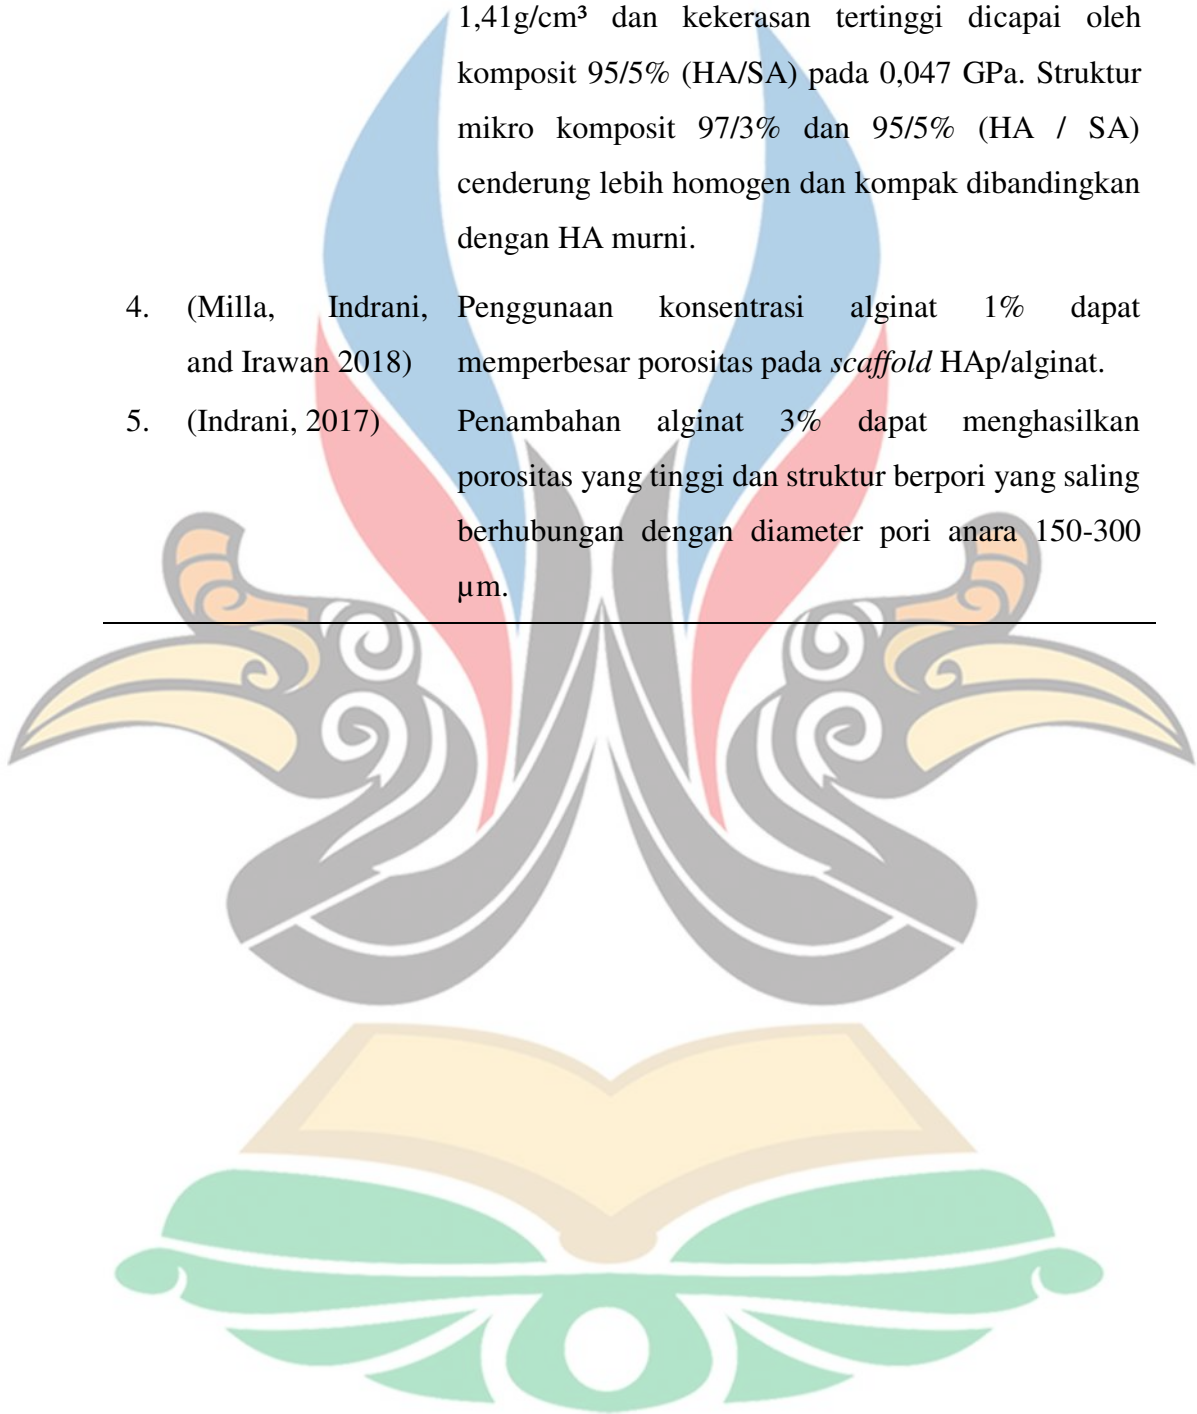 1,41g/cm³ dan kekerasan tertinggi dicapai oleh
komposit 95/5% (HA/SA) pada 0,047 GPa. Struktur
mikro komposit 97/3% dan 95/5% (HA / SA)
cenderung lebih homogen dan kompak dibandingkan
dengan HA murni.
4. (Milla, Indrani, Penggunaan konsentrasi alginat 1% dapat
and Irawan 2018) memperbesar porositas pada scaffold HAp/alginat.
5. (Indrani, 2017) Penambahan alginat 3% dapat menghasilkan
porositas yang tinggi dan struktur berpori yang saling
berhubungan dengan diameter pori anara 150-300
µm.